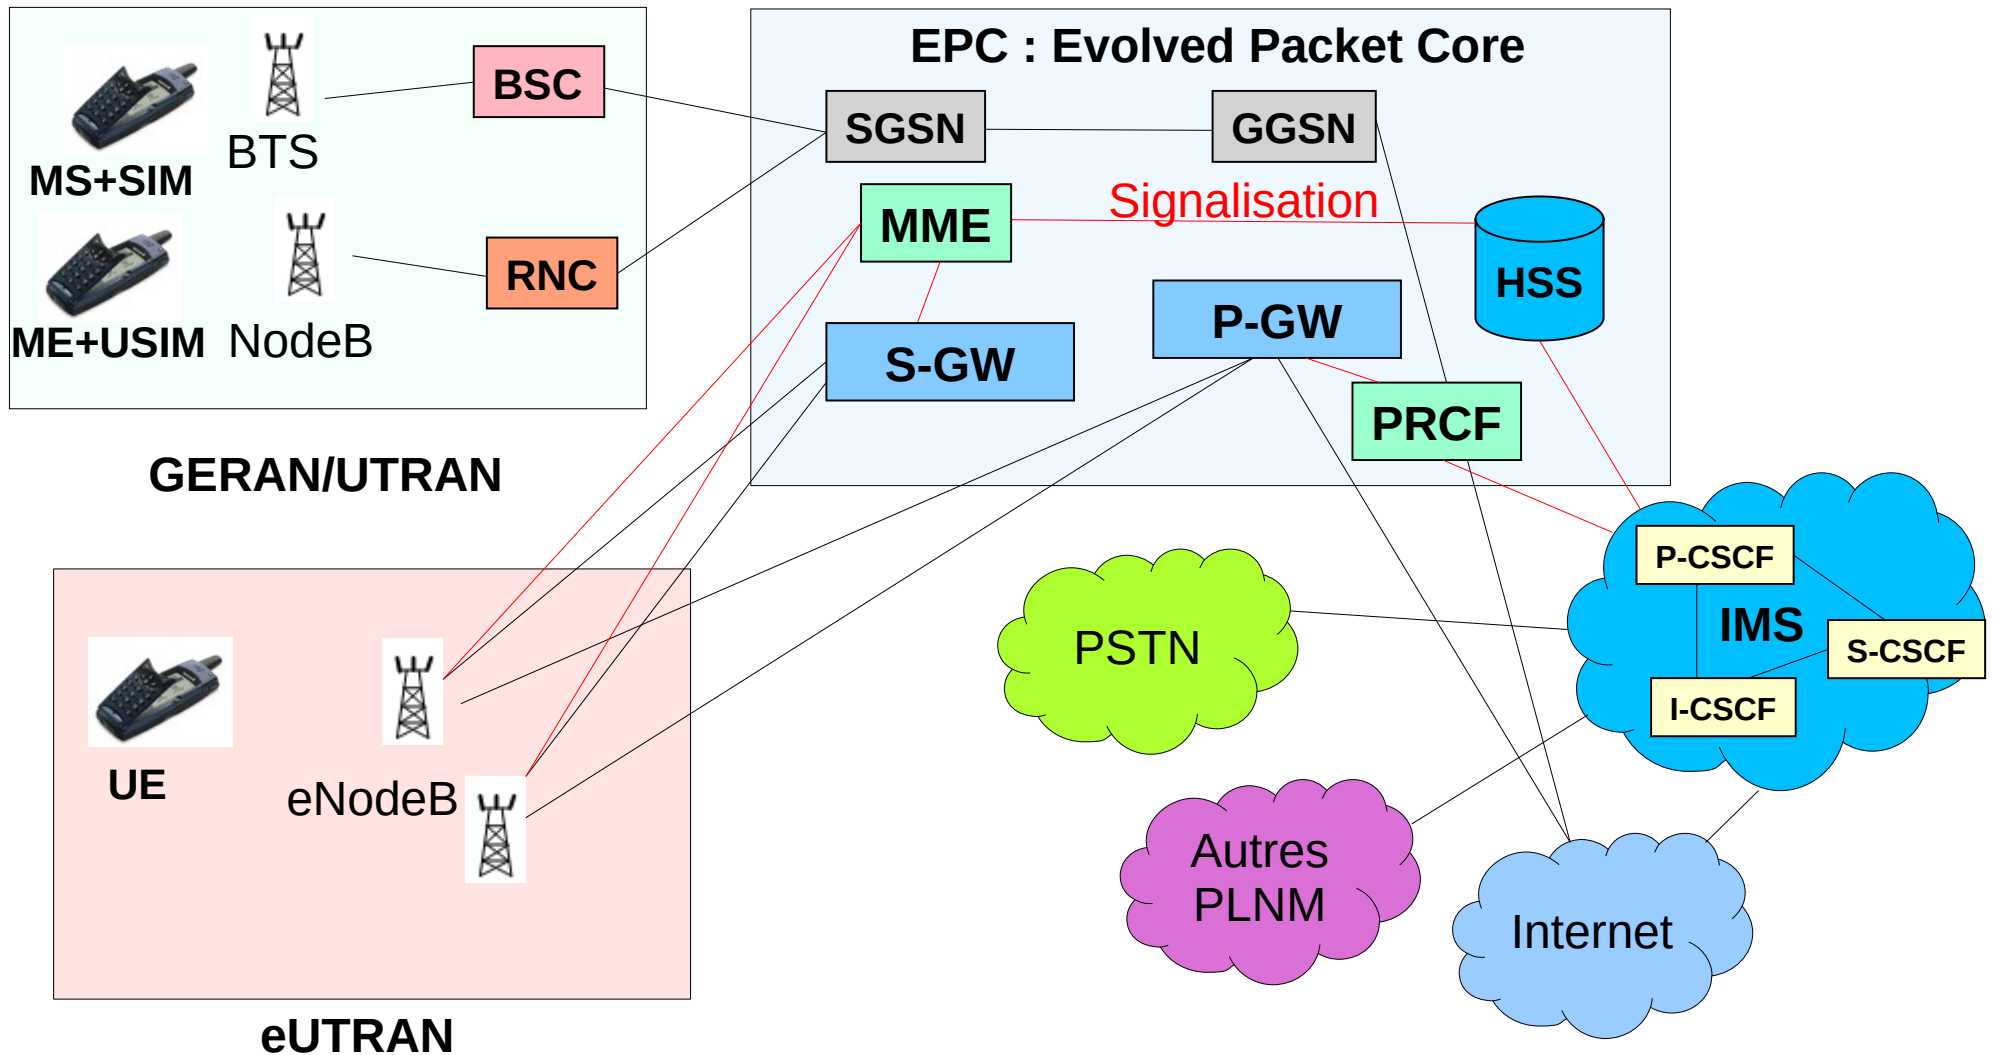 EPC : Evolved Packet Core
BSC
BTS
MS+SIM
SGSN
GGSN
Signalisation
MME
HSS
RNC
ME+USIM
NodeB
P-GW
S-GW
PRCF
GERAN/UTRAN
P-CSCF
IMS
S-CSCF
I-CSCF
PSTN
UE
eNodeB
Autres
PLNM
Internet
eUTRAN